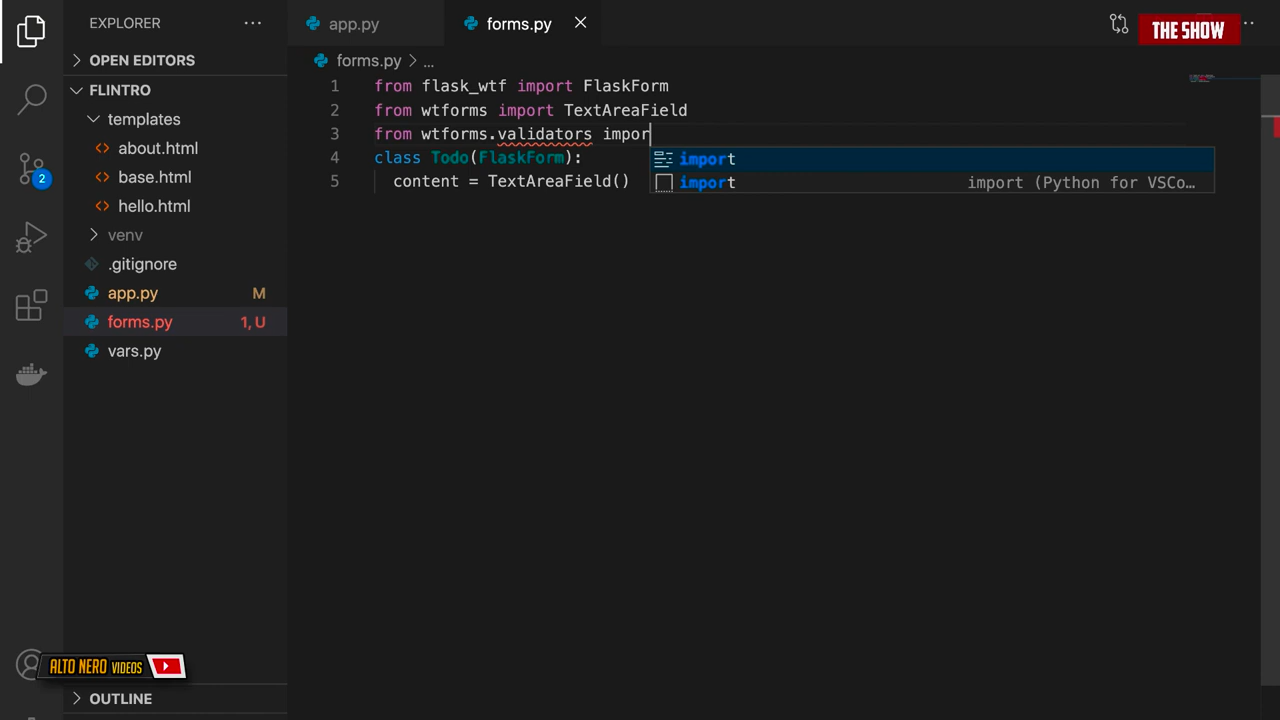 EXPLORER
app.py
forms.py
THE SHOW
OPEN EDITORS
forms.py > ...
FLINTRO
templates
about.html
base.html
hello.html
venv
.gitignore
app.py M
forms.py 1, U
vars.py
2
1 from flask_wtf import FlaskForm
2 from wtforms import TextAreaField
3 from wtforms.validators impor
4 class Todo(FlaskForm):
5 content = TextAreaField()
import
import import (Python for VSCo...
ALTO NERO VIDEOS
OUTLINE